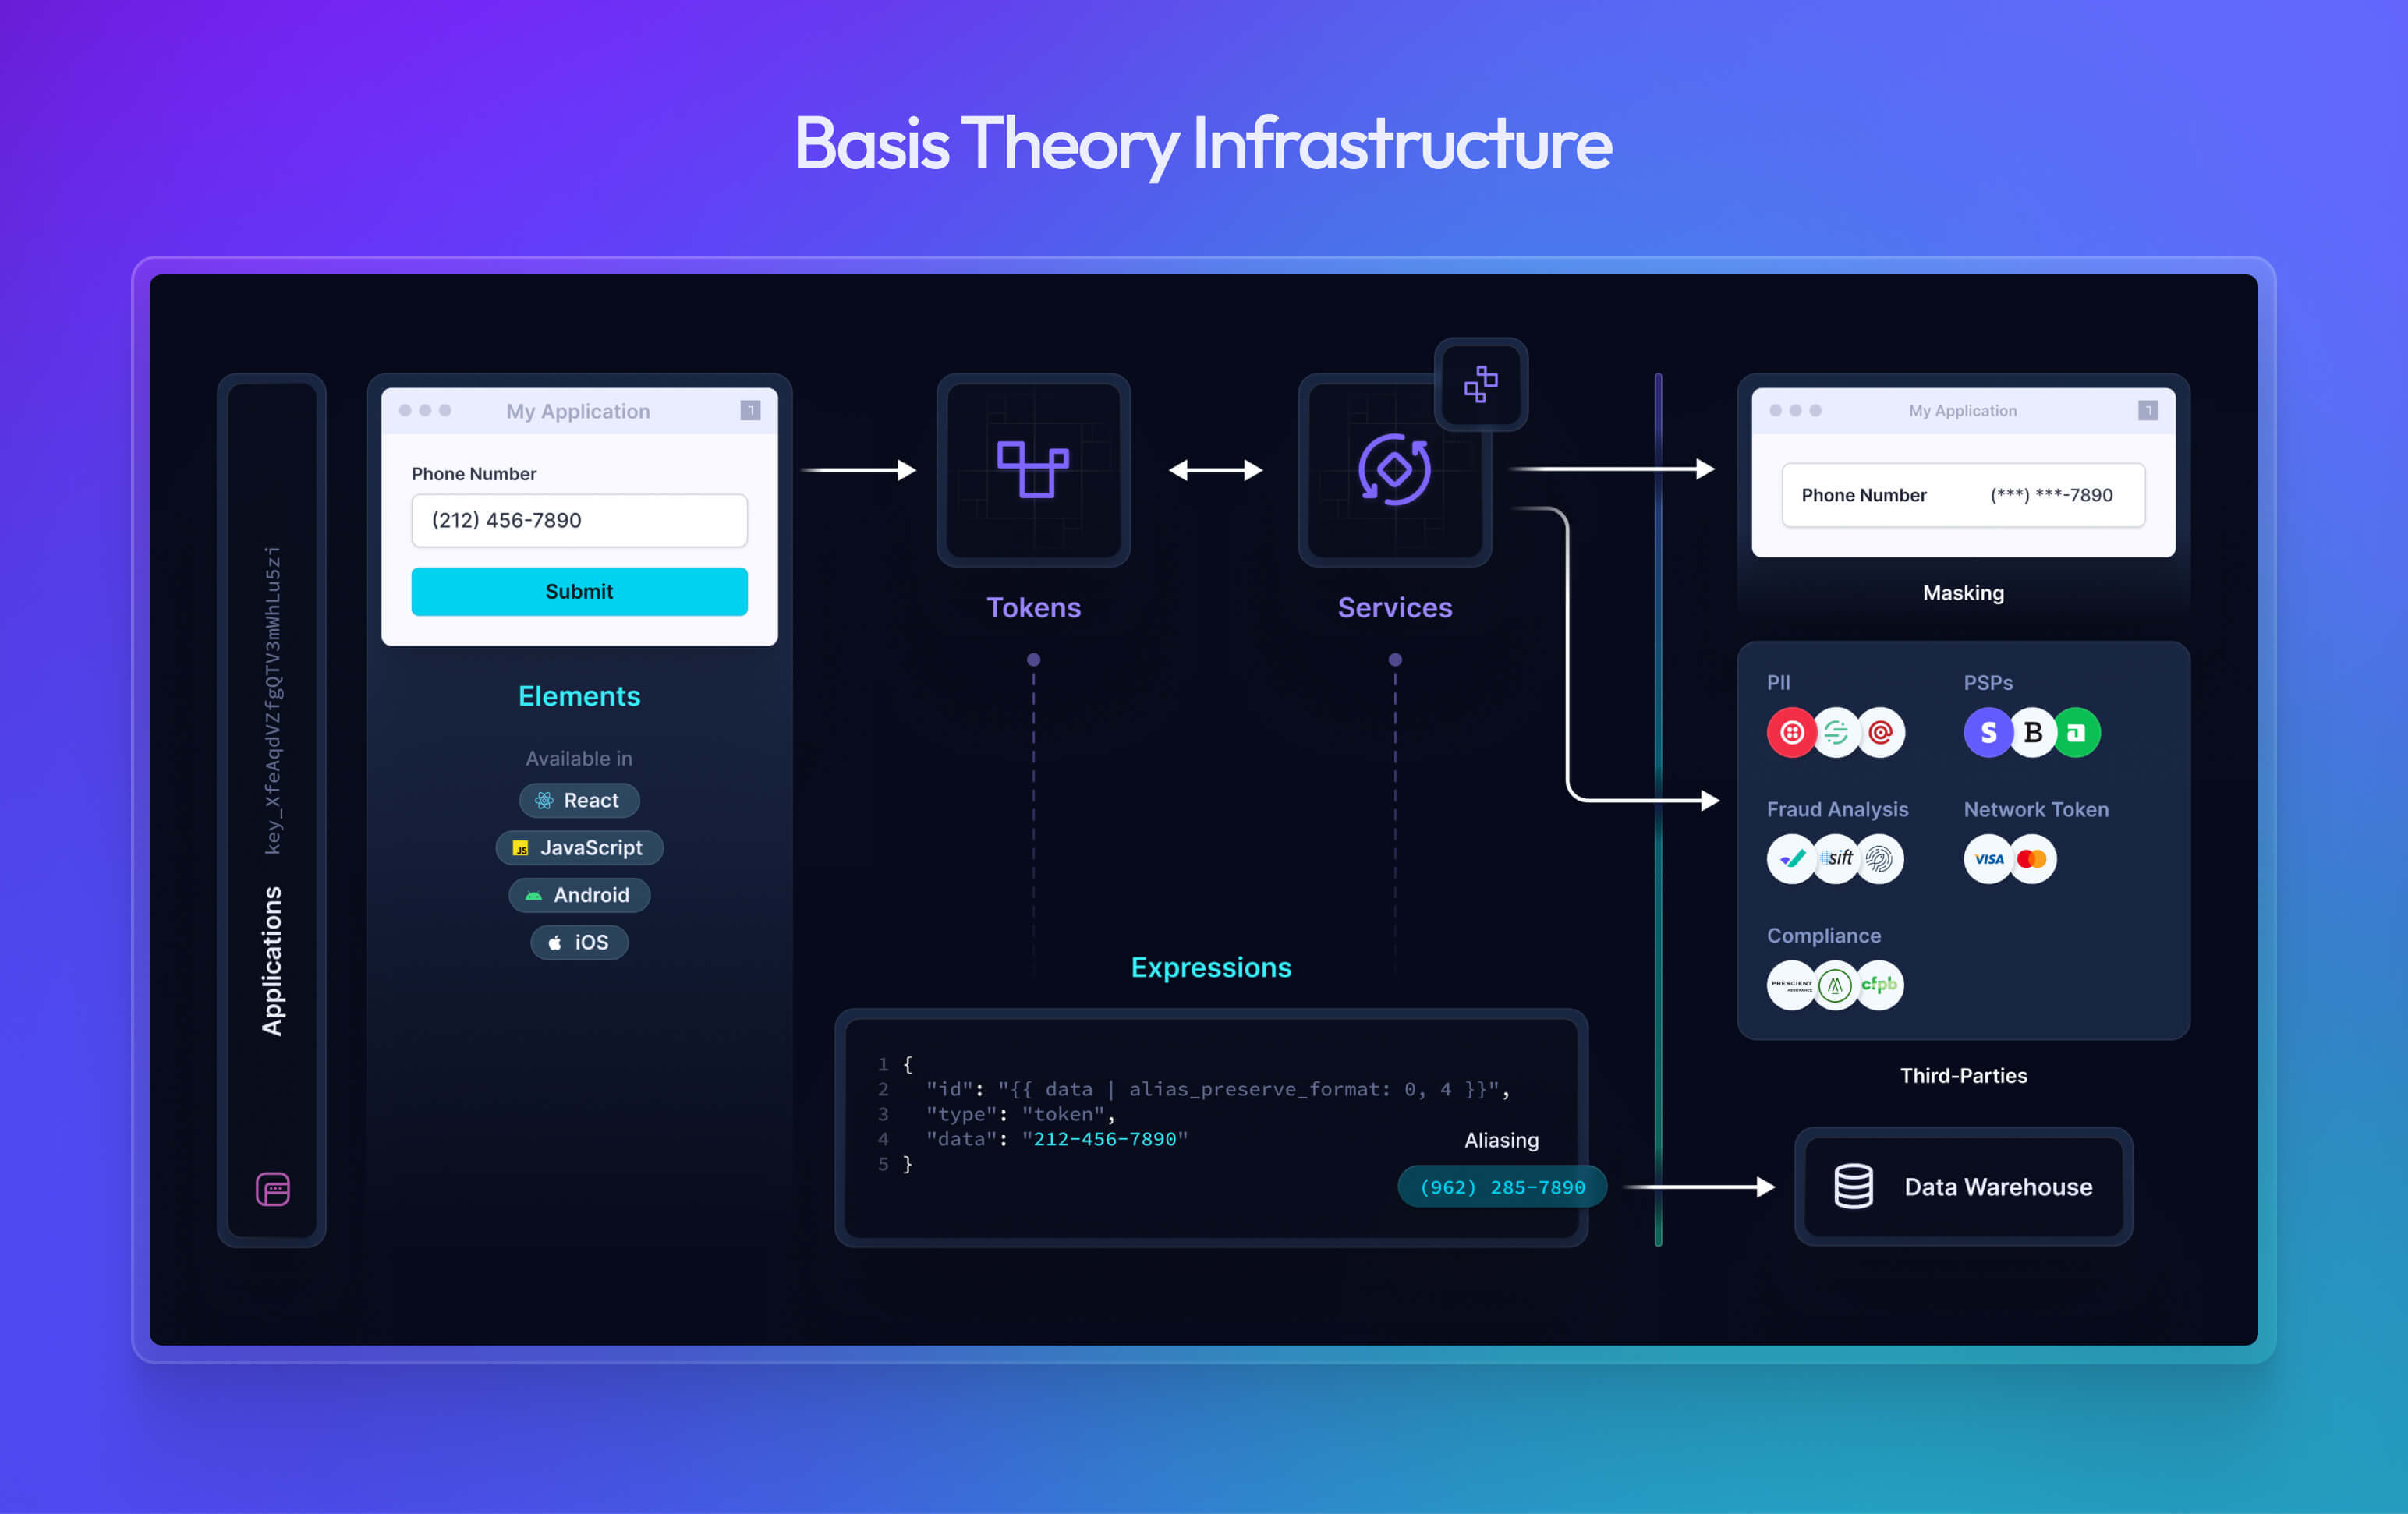 Basis Theory Infrastructure
Applications key_XfeAqdVZfgQTV3mWhLu5zi
My Application
Phone Number
(212) 456-7890
Submit
Elements
Available in
React
JS JavaScript
Android
iOS
Tokens
Services
Expressions
1 {
2 "id": "{{ data | alias_preserve_format: 0, 4 }}",
3 "type": "token",
4 "data": "212-456-7890"
5 }
Aliasing
(962) 285-7890
My Application
Phone Number (***) ***-7890
Masking
PII
PSPs
S B a
Fraud Analysis
Network Token
sift
VISA
Compliance
PRESCIENT
ASSURANCE
cfpb
Third-Parties
Data Warehouse